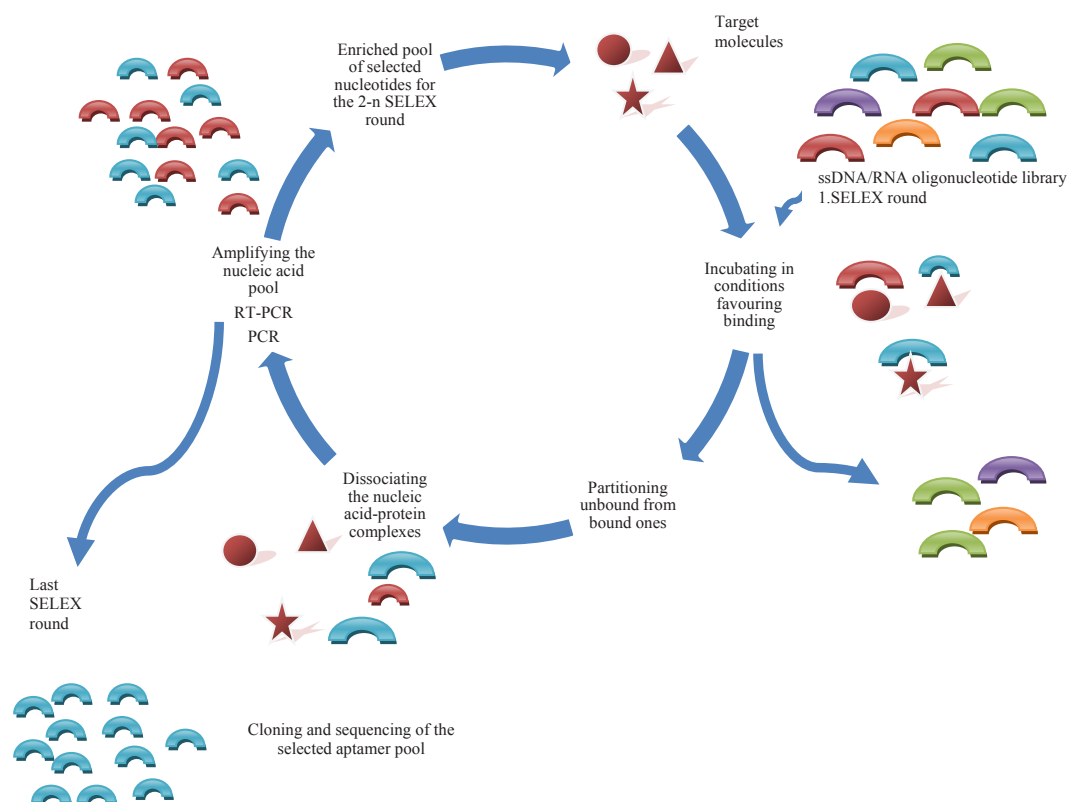 Enriched pool
of selected
nucleotides for
the 2-n SELEX
round
Target
molecules
ssDNA/RNA oligonucleotide library
1.SELEX round
Incubating in
conditions
favouring
binding
Partitioning
unbound from
bound ones
Dissociating
the nucleic
acid-protein
complexes
Amplifying the
nucleic acid
pool
RT-PCR
PCR
Last
SELEX
round
Cloning and sequencing of the
selected aptamer pool